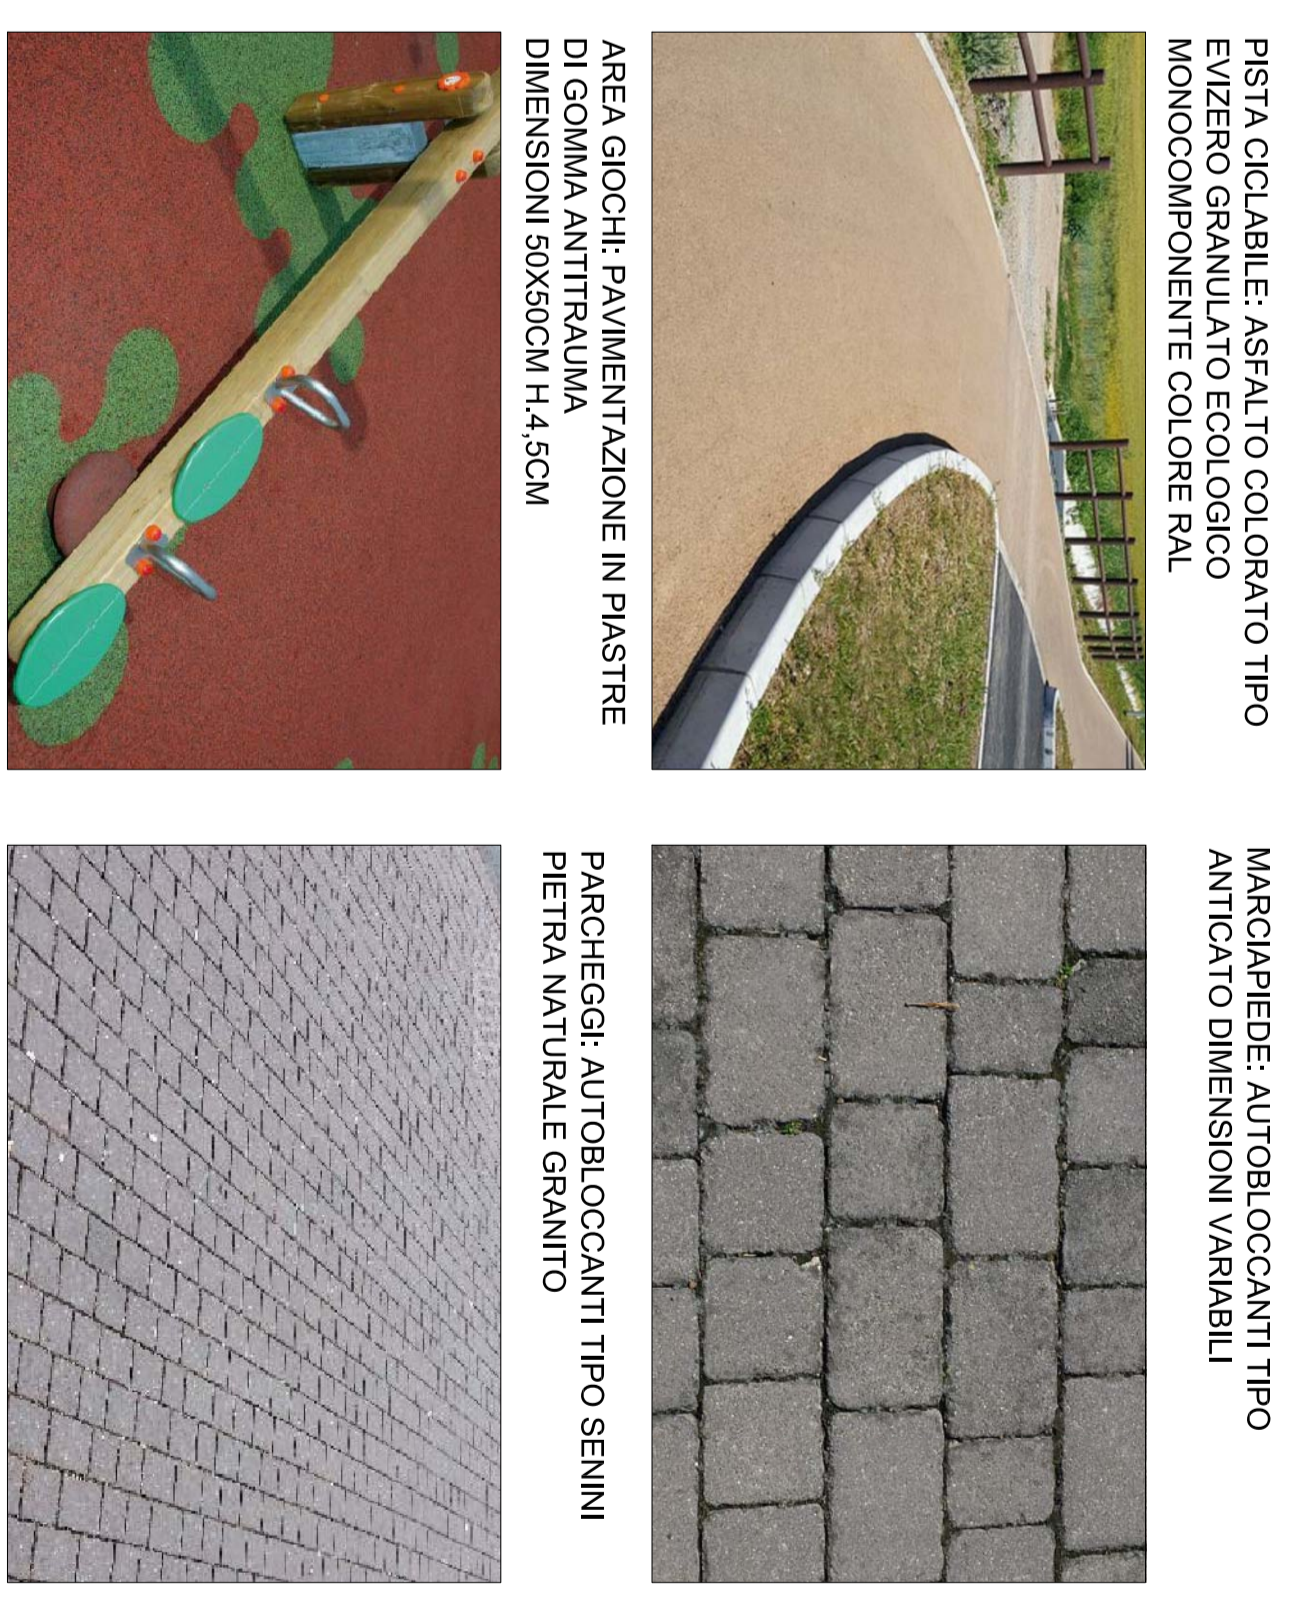 PISTA CICLABILE: ASFALTO COLORATO TIPO
EVIZERO GRANULATO ECOLOGICO
MONOCOMPONENTE COLORE RAL
MARCIAPIEDE: AUTOBLOCCANTI TIPO
ANTICATO DIMENSIONI VARIABILI
AREA GIOCHI: PAVIMENTAZIONE IN PIASTRE
DI GOMMA ANTITRAUMA
DIMENSIONI 50X50CM H.4,5CM
PARCHEGGI: AUTOBLOCCANTI TIPO SENINI
PIETRA NATURALE GRANITO